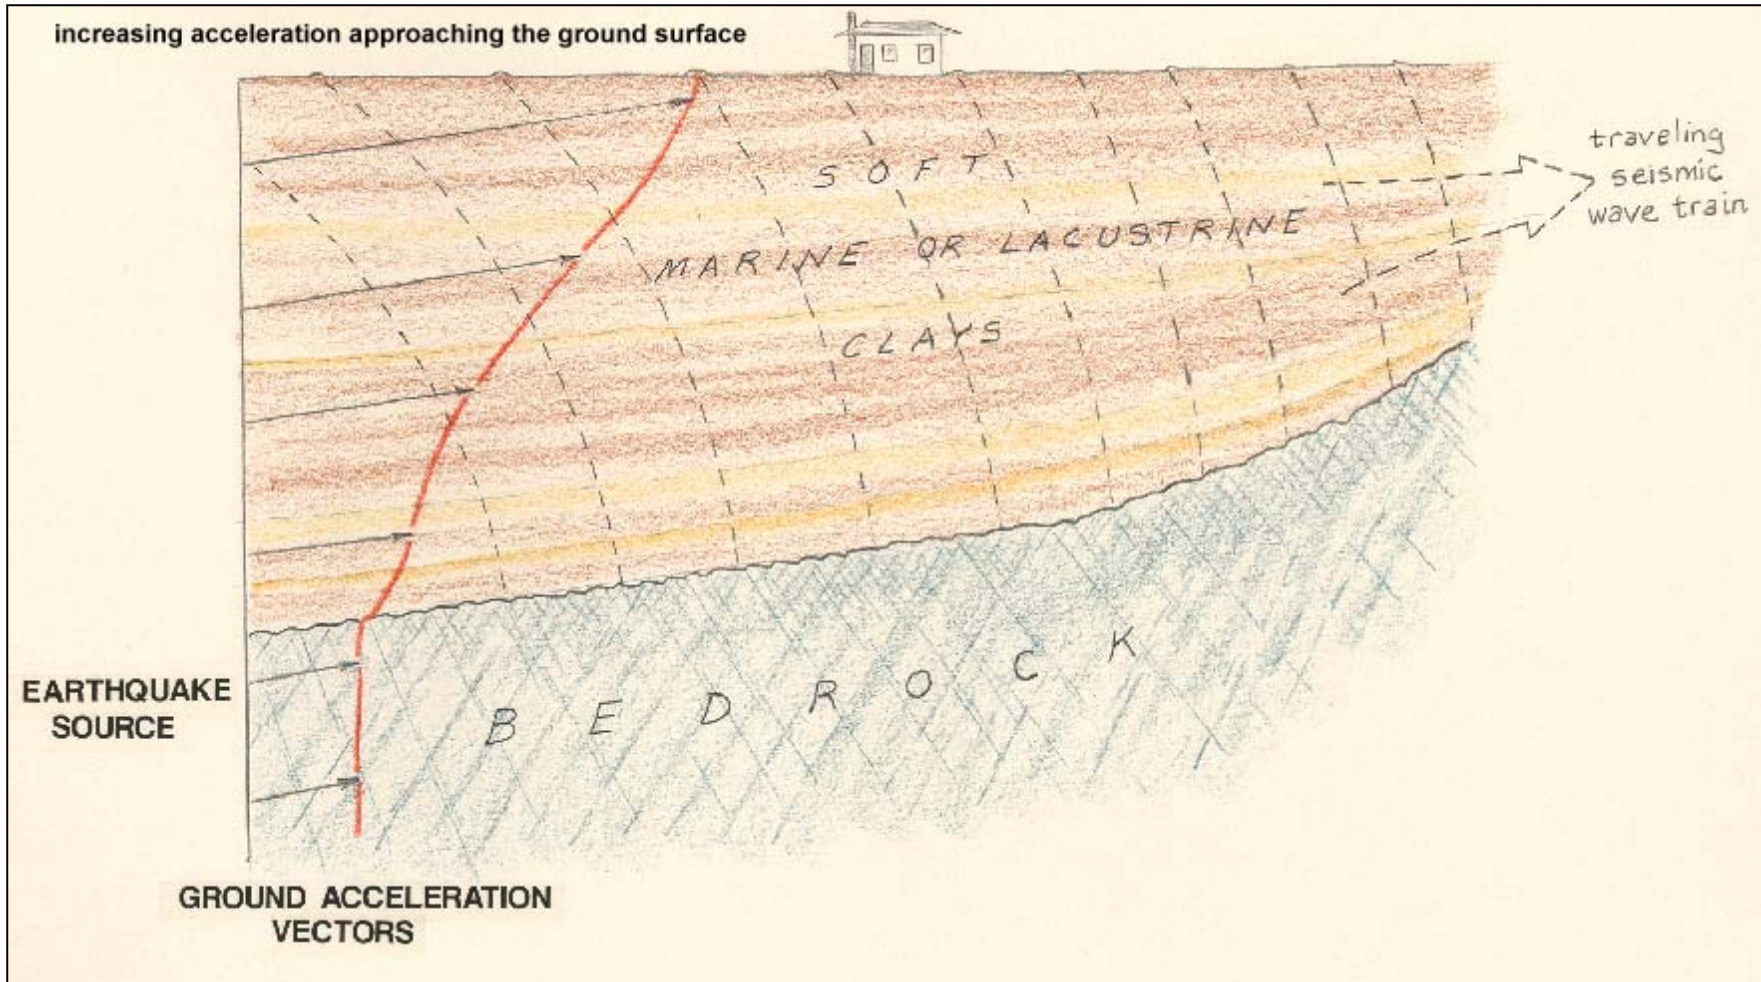 increasing acceleration approaching the ground surface
SOFT
traveling
seismic
wave train
MARINE OR LACUSTRINE
CLAYS
EARTHQUAKE
SOURCE
BEDROCK
GROUND ACCELERATION
VECTORS